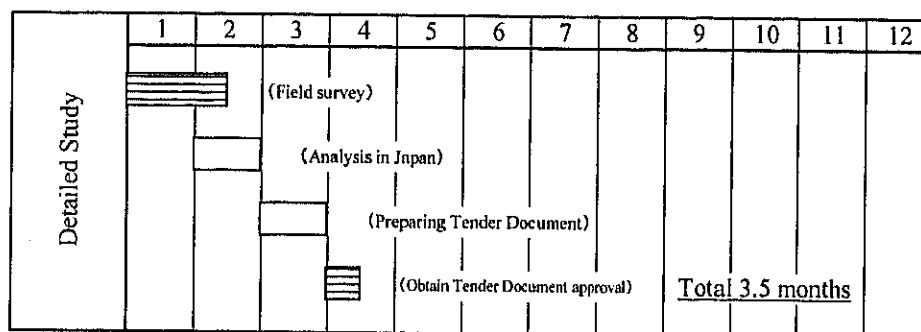 1 2 3 4 5 6 7 8 9 10 11 12
Detailed Study
(Field survey)
(Analysis in Japan)
(Preparing Tender Document)
(Obtain Tender Document approval)
Total 3.5 months